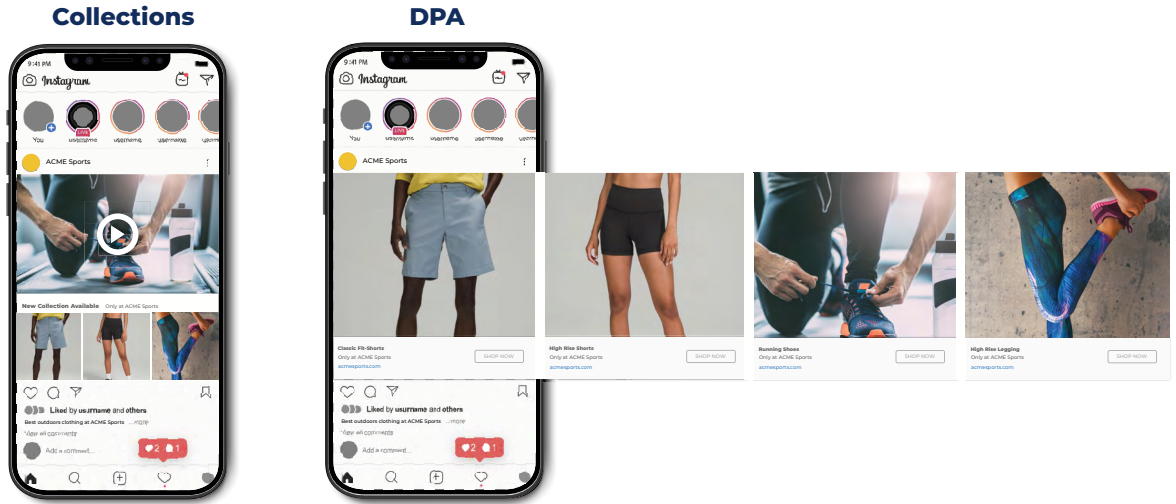 Collections
9:41 PM
Instagram
You
LIVE
username
username
username
ACME Sports
New Collection Available Only at ACME Sports
Liked by usurname and others
Best outdoors clothing at ACME Sports ...more
View all comments
Add a comment...
2 1
DPA
9:41 PM
Instagram
You
LIVE
username
username
username
ACME Sports
Classic Fit-Shorts
Only at ACME Sports
SHOP NOW
acmesports.com
High Rise Shorts
Only at ACME Sports
SHOP NOW
acmesports.com
Running Shoes
Only at ACME Sports
SHOP NOW
acmesports.com
High Rise Legging
Only at ACME Sports
SHOP NOW
acmesports.com
Liked by usurname and others
Best outdoors clothing at ACME Sports ...more
View all comments
Add a comment...
2 1